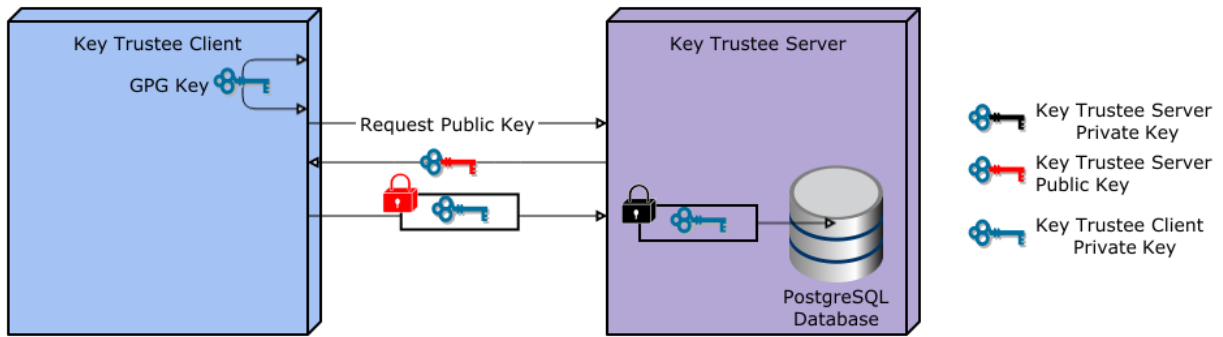 Key Trustee Client
GPG Key
Request Public Key
Key Trustee Server
PostgreSQL
Database
Key Trustee Server
Private Key
Key Trustee Server
Public Key
Key Trustee Client
Private Key